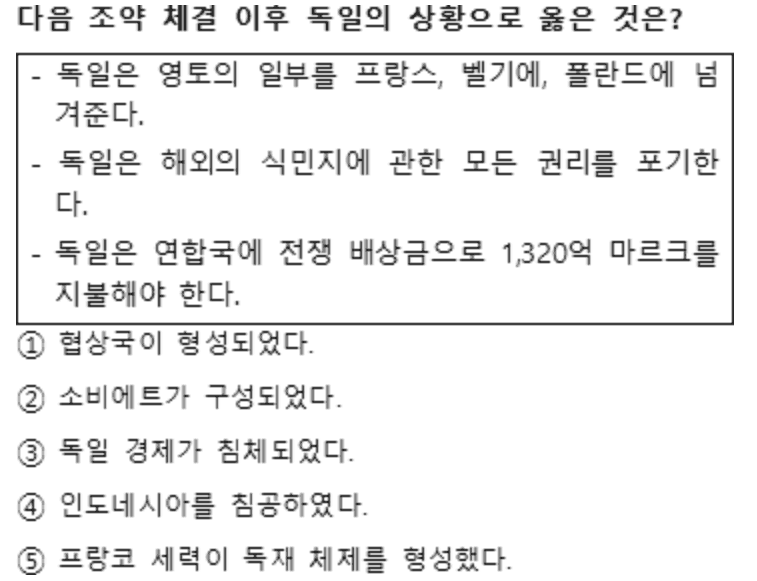 다음 조약 체결 이후 독일의 상황으로 옳은 것은?
- 독일은 영토의 일부를 프랑스, 벨기에, 폴란드에 넘
겨준다.
- 독일은 해외의 식민지에 관한 모든 권리를 포기한
다.
- 독일은 연합국에 전쟁 배상금으로 1,320억 마르크를
지불해야 한다.
① 협상국이 형성되었다.
② 소비에트가 구성되었다.
③ 독일 경제가 침체되었다.
④ 인도네시아를 침공하였다.
⑤ 프랑코 세력이 독재 체제를 형성했다.